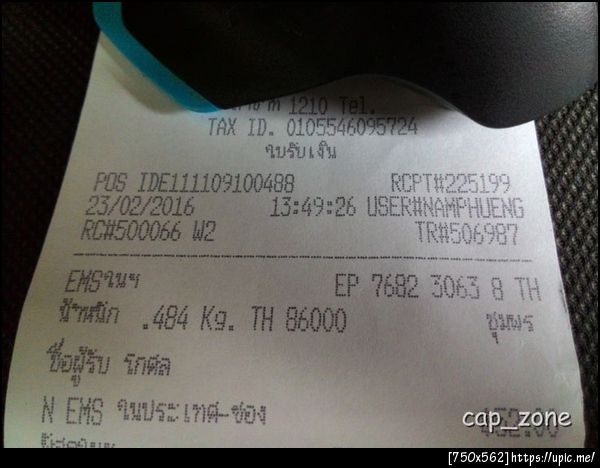 1210 Tel.
TAX ID. 0105546095724
ใบรับเงิน
POS IDE111109100488 RCPT#225199
23/02/2016 13:49:26 USER#NAMPHUENG
RC#500066 W2 TR#506987
EMSในฯ EP 7682 3063 8 TH
น้ำหนัก .484 Kg. TH 86000 ชุมพร
ชื่อผู้รับ โกศล
N EMS ในประเทศ-ซอง 452.00
cap_zone
[750x562]https://upic.me/